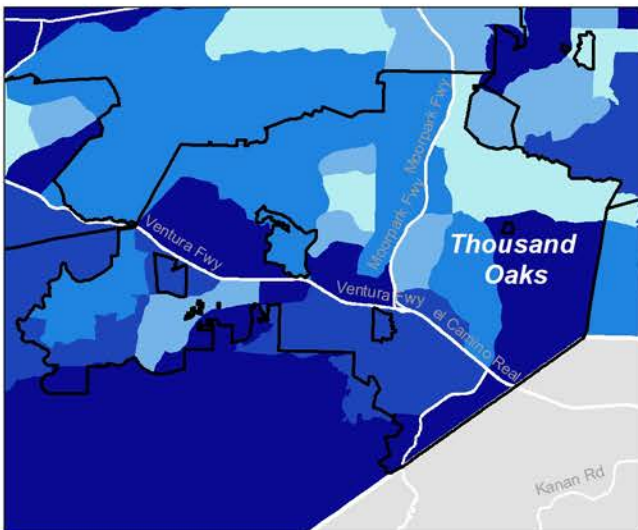 Moorpark Fwy
Moorpark Fwy
Ventura Fwy
Thousand
Oaks
Ventura Fwy
el Camino Real
Kanan Rd